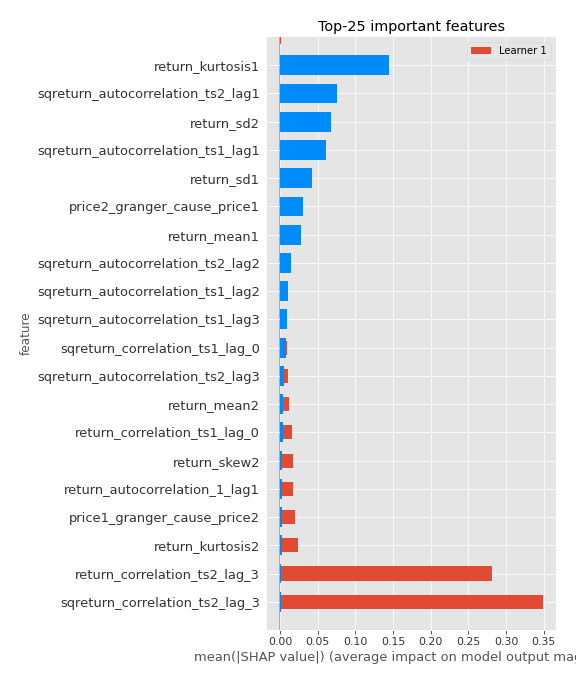 Top-25 important features
Learner 1
return_kurtosis1
sqreturn_autocorrelation_ts2_lag1
return_sd2
sqreturn_autocorrelation_ts1_lag1
return_sd1
price2_granger_cause_price1
return_mean1
sqreturn_autocorrelation_ts2_lag2
sqreturn_autocorrelation_ts1_lag2
sqreturn_autocorrelation_ts1_lag3
sqreturn_correlation_ts1_lag_0
sqreturn_autocorrelation_ts2_lag3
return_mean2
return_correlation_ts1_lag_0
return_skew2
return_autocorrelation_1_lag1
price1_granger_cause_price2
return_kurtosis2
return_correlation_ts2_lag_3
sqreturn_correlation_ts2_lag_3
feature
0.00 0.05 0.10 0.15 0.20 0.25 0.30 0.35
mean(|SHAP value|) (average impact on model output mag